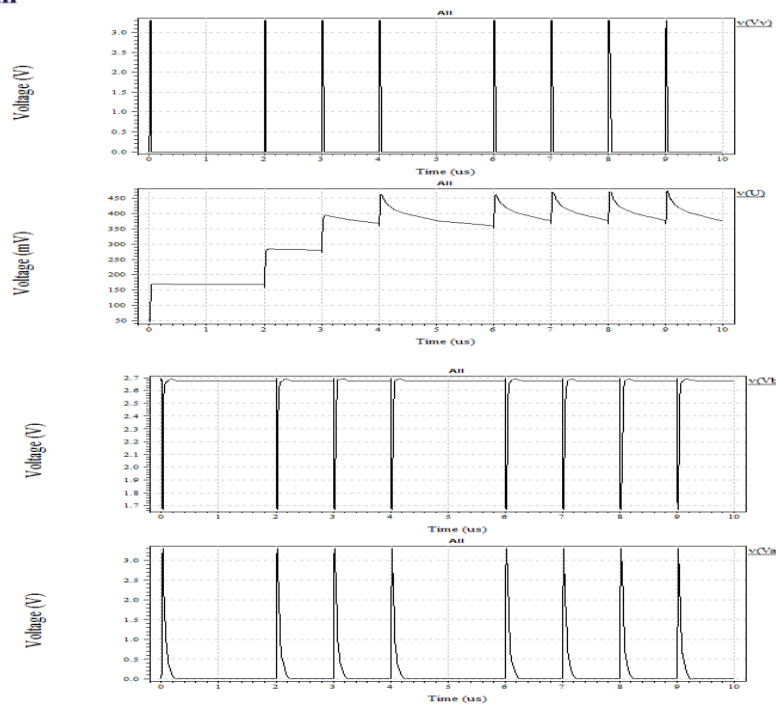 All
v(Vv)
Voltage (V)
3.0
2.5
2.0
1.5
1.0
0.5
0.0
0 1 2 3 4 5 6 7 8 9 10
Time (us)
All
v(U)
Voltage (mV)
450
400
350
300
250
200
150
100
50
0 1 2 3 4 5 6 7 8 9 10
Time (us)
All
Voltage (V)
2.7
2.6
2.5
2.4
2.3
2.2
2.1
2.0
1.9
1.8
1.7
0 1 2 3 4 5 6 7 8 9 10
Time (us)
All
v(Va
Voltage (V)
3.0
2.5
2.0
1.5
1.0
0.5
0.0
0 1 2 3 4 5 6 7 8 9 10
Time (us)